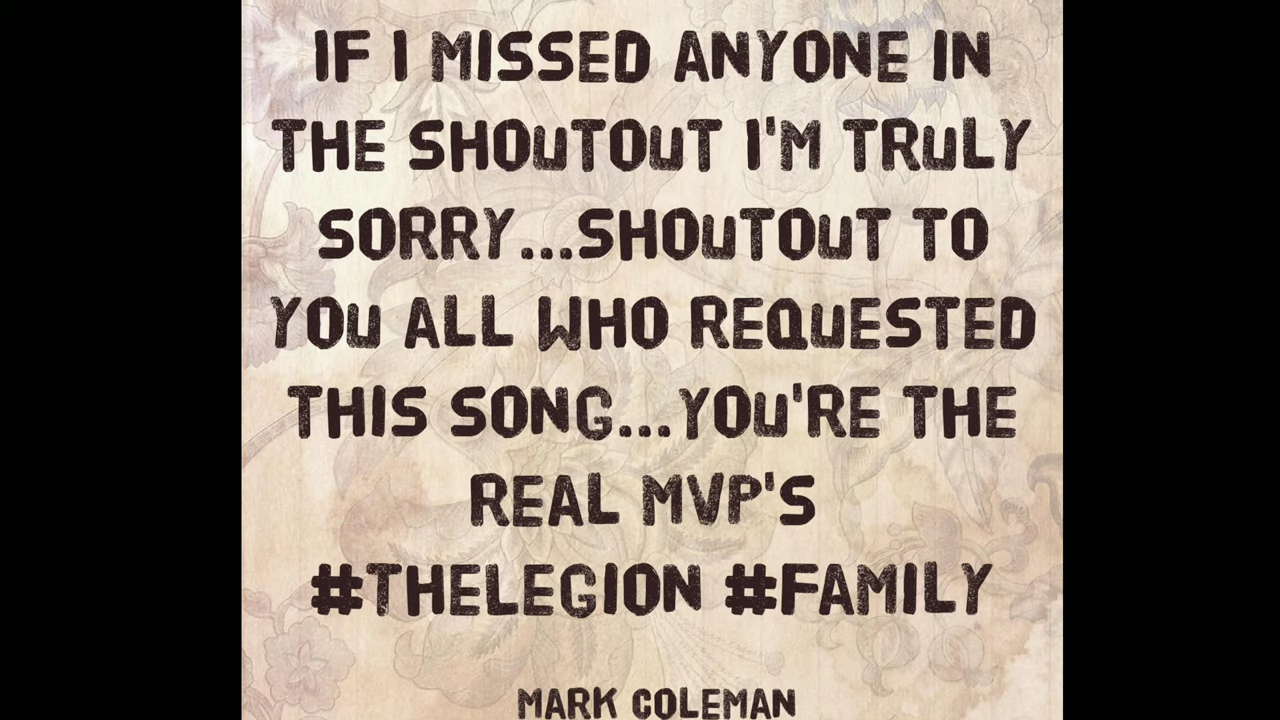 IF I MISSED ANYONE IN
THE SHOUTOUT I'M TRULY
SORRY...SHOUTOUT TO
YOU ALL WHO REQUESTED
THIS SONG...YOU'RE THE
REAL MVP'S
#THELEGION #FAMILY
MARK COLEMAN